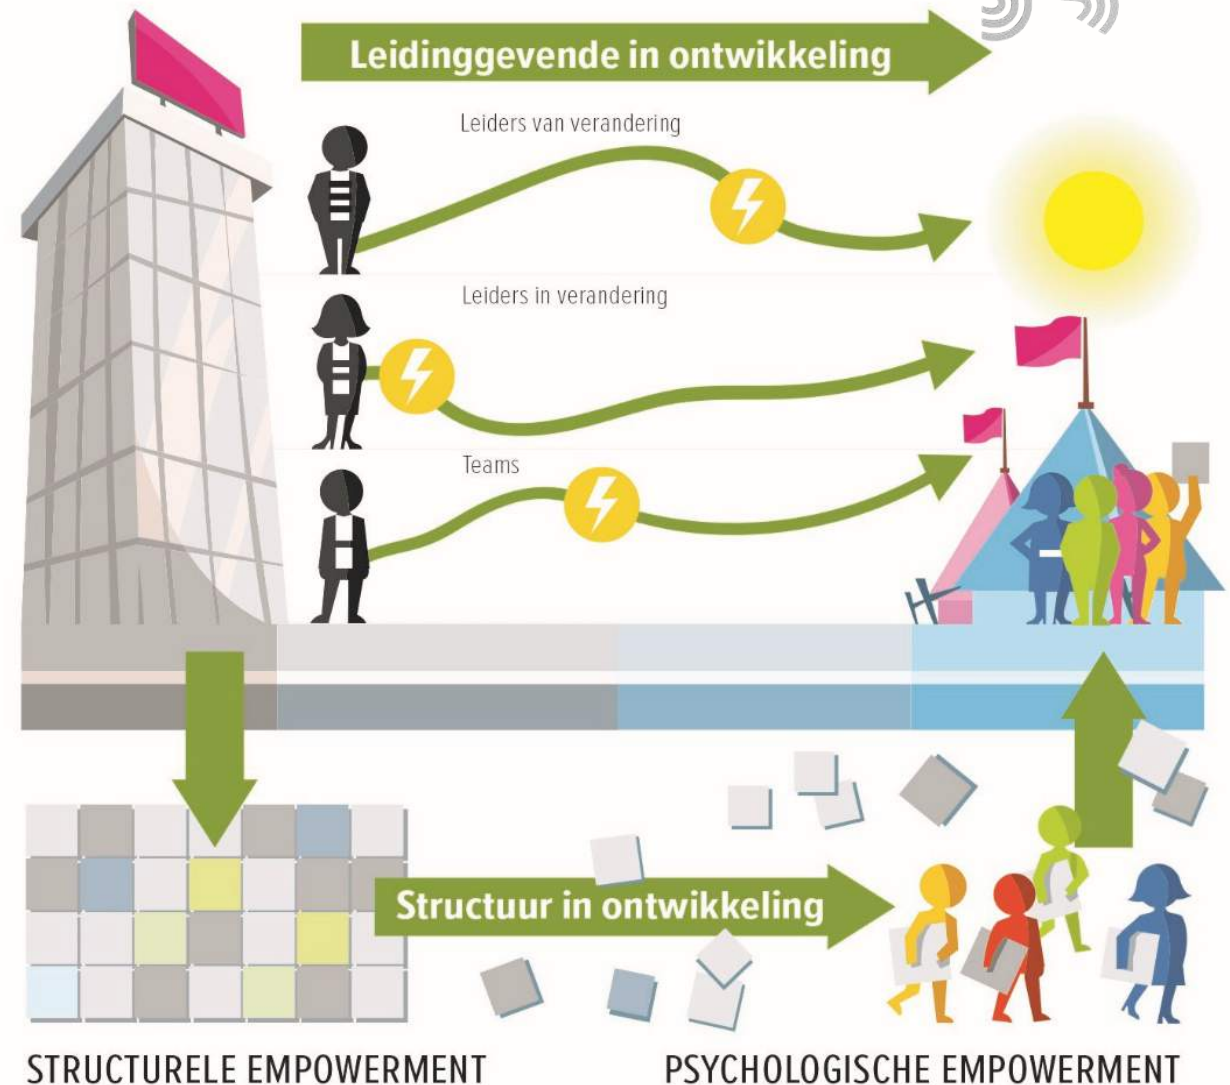 Leidinggevende in ontwikkeling
Leiders van verandering
Leiders in verandering
Teams
Structuur in ontwikkeling
STRUCTURELE EMPOWERMENT
PSYCHOLOGISCHE EMPOWERMENT